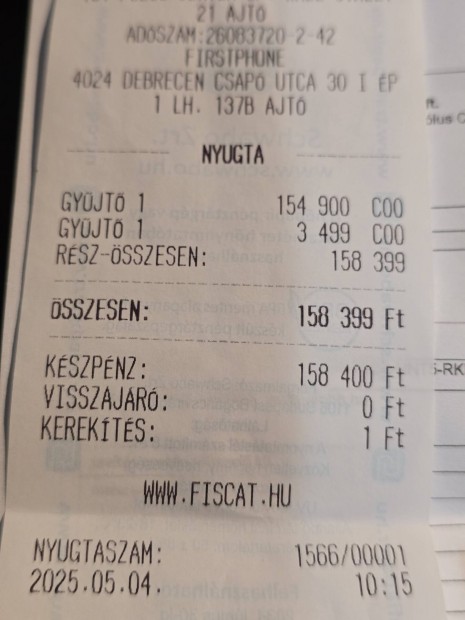 21 AJTÓ
ADÓSZÁM:26083720-2-42
FIRSTPHONE
4024 DEBRECEN CSAPÓ UTCA 30 I ÉP
1 LH. 137B AJTÓ
NYUGTA
GYŰJTŐ 1 154 900 C00
GYŰJTŐ 1 3 499 C00
RÉSZ-ÖSSZESEN: 158 399
ÖSSZESEN: 158 399 Ft
KÉSZPÉNZ: 158 400 Ft
VISSZAJÁRÓ: 0 Ft
KEREKÍTÉS: 1 Ft
WWW.FISCAT.HU
NYUGTASZÁM: 1566/00001
2025.05.04. 10:15